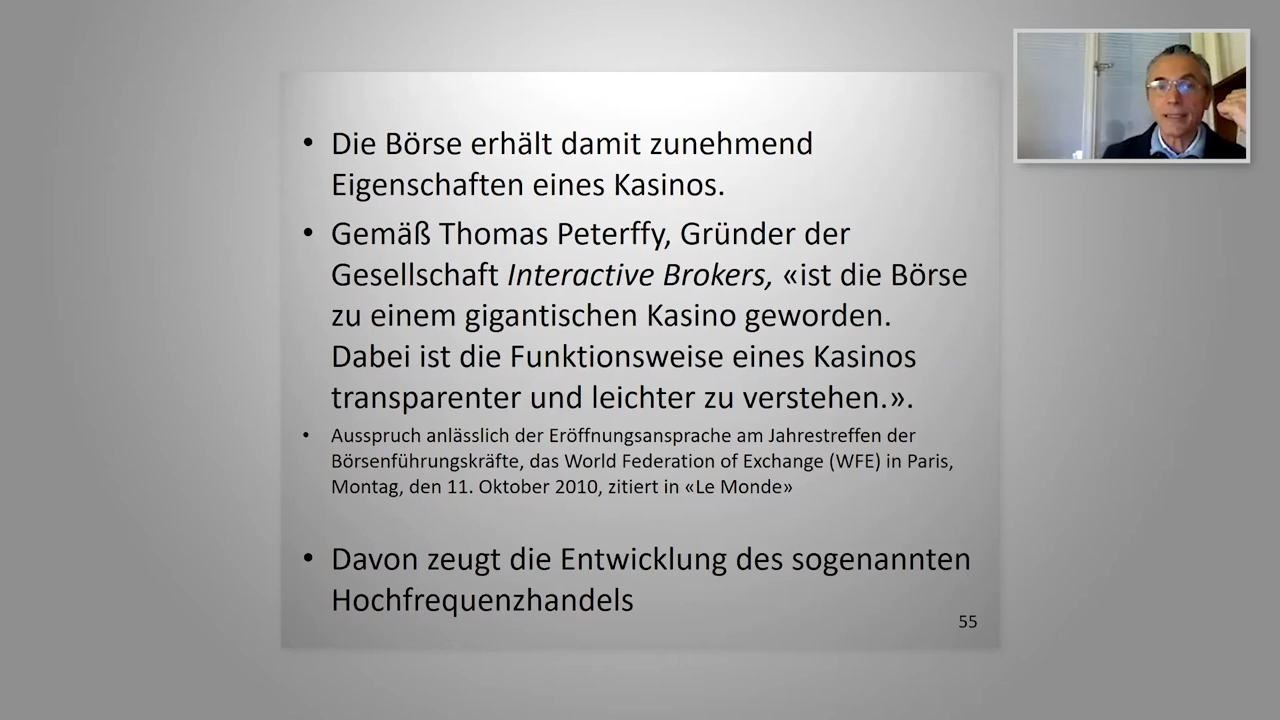 • Die Börse erhält damit zunehmend
Eigenschaften eines Kasinos.
• Gemäß Thomas Peterffy, Gründer der
Gesellschaft Interactive Brokers, «ist die Börse
zu einem gigantischen Kasino geworden.
Dabei ist die Funktionsweise eines Kasinos
transparenter und leichter zu verstehen.».
• Ausspruch anlässlich der Eröffnungsansprache am Jahrestreffen der
Börsenführungskräfte, das World Federation of Exchange (WFE) in Paris,
Montag, den 11. Oktober 2010, zitiert in «Le Monde»
• Davon zeugt die Entwicklung des sogenannten
Hochfrequenzhandels
55